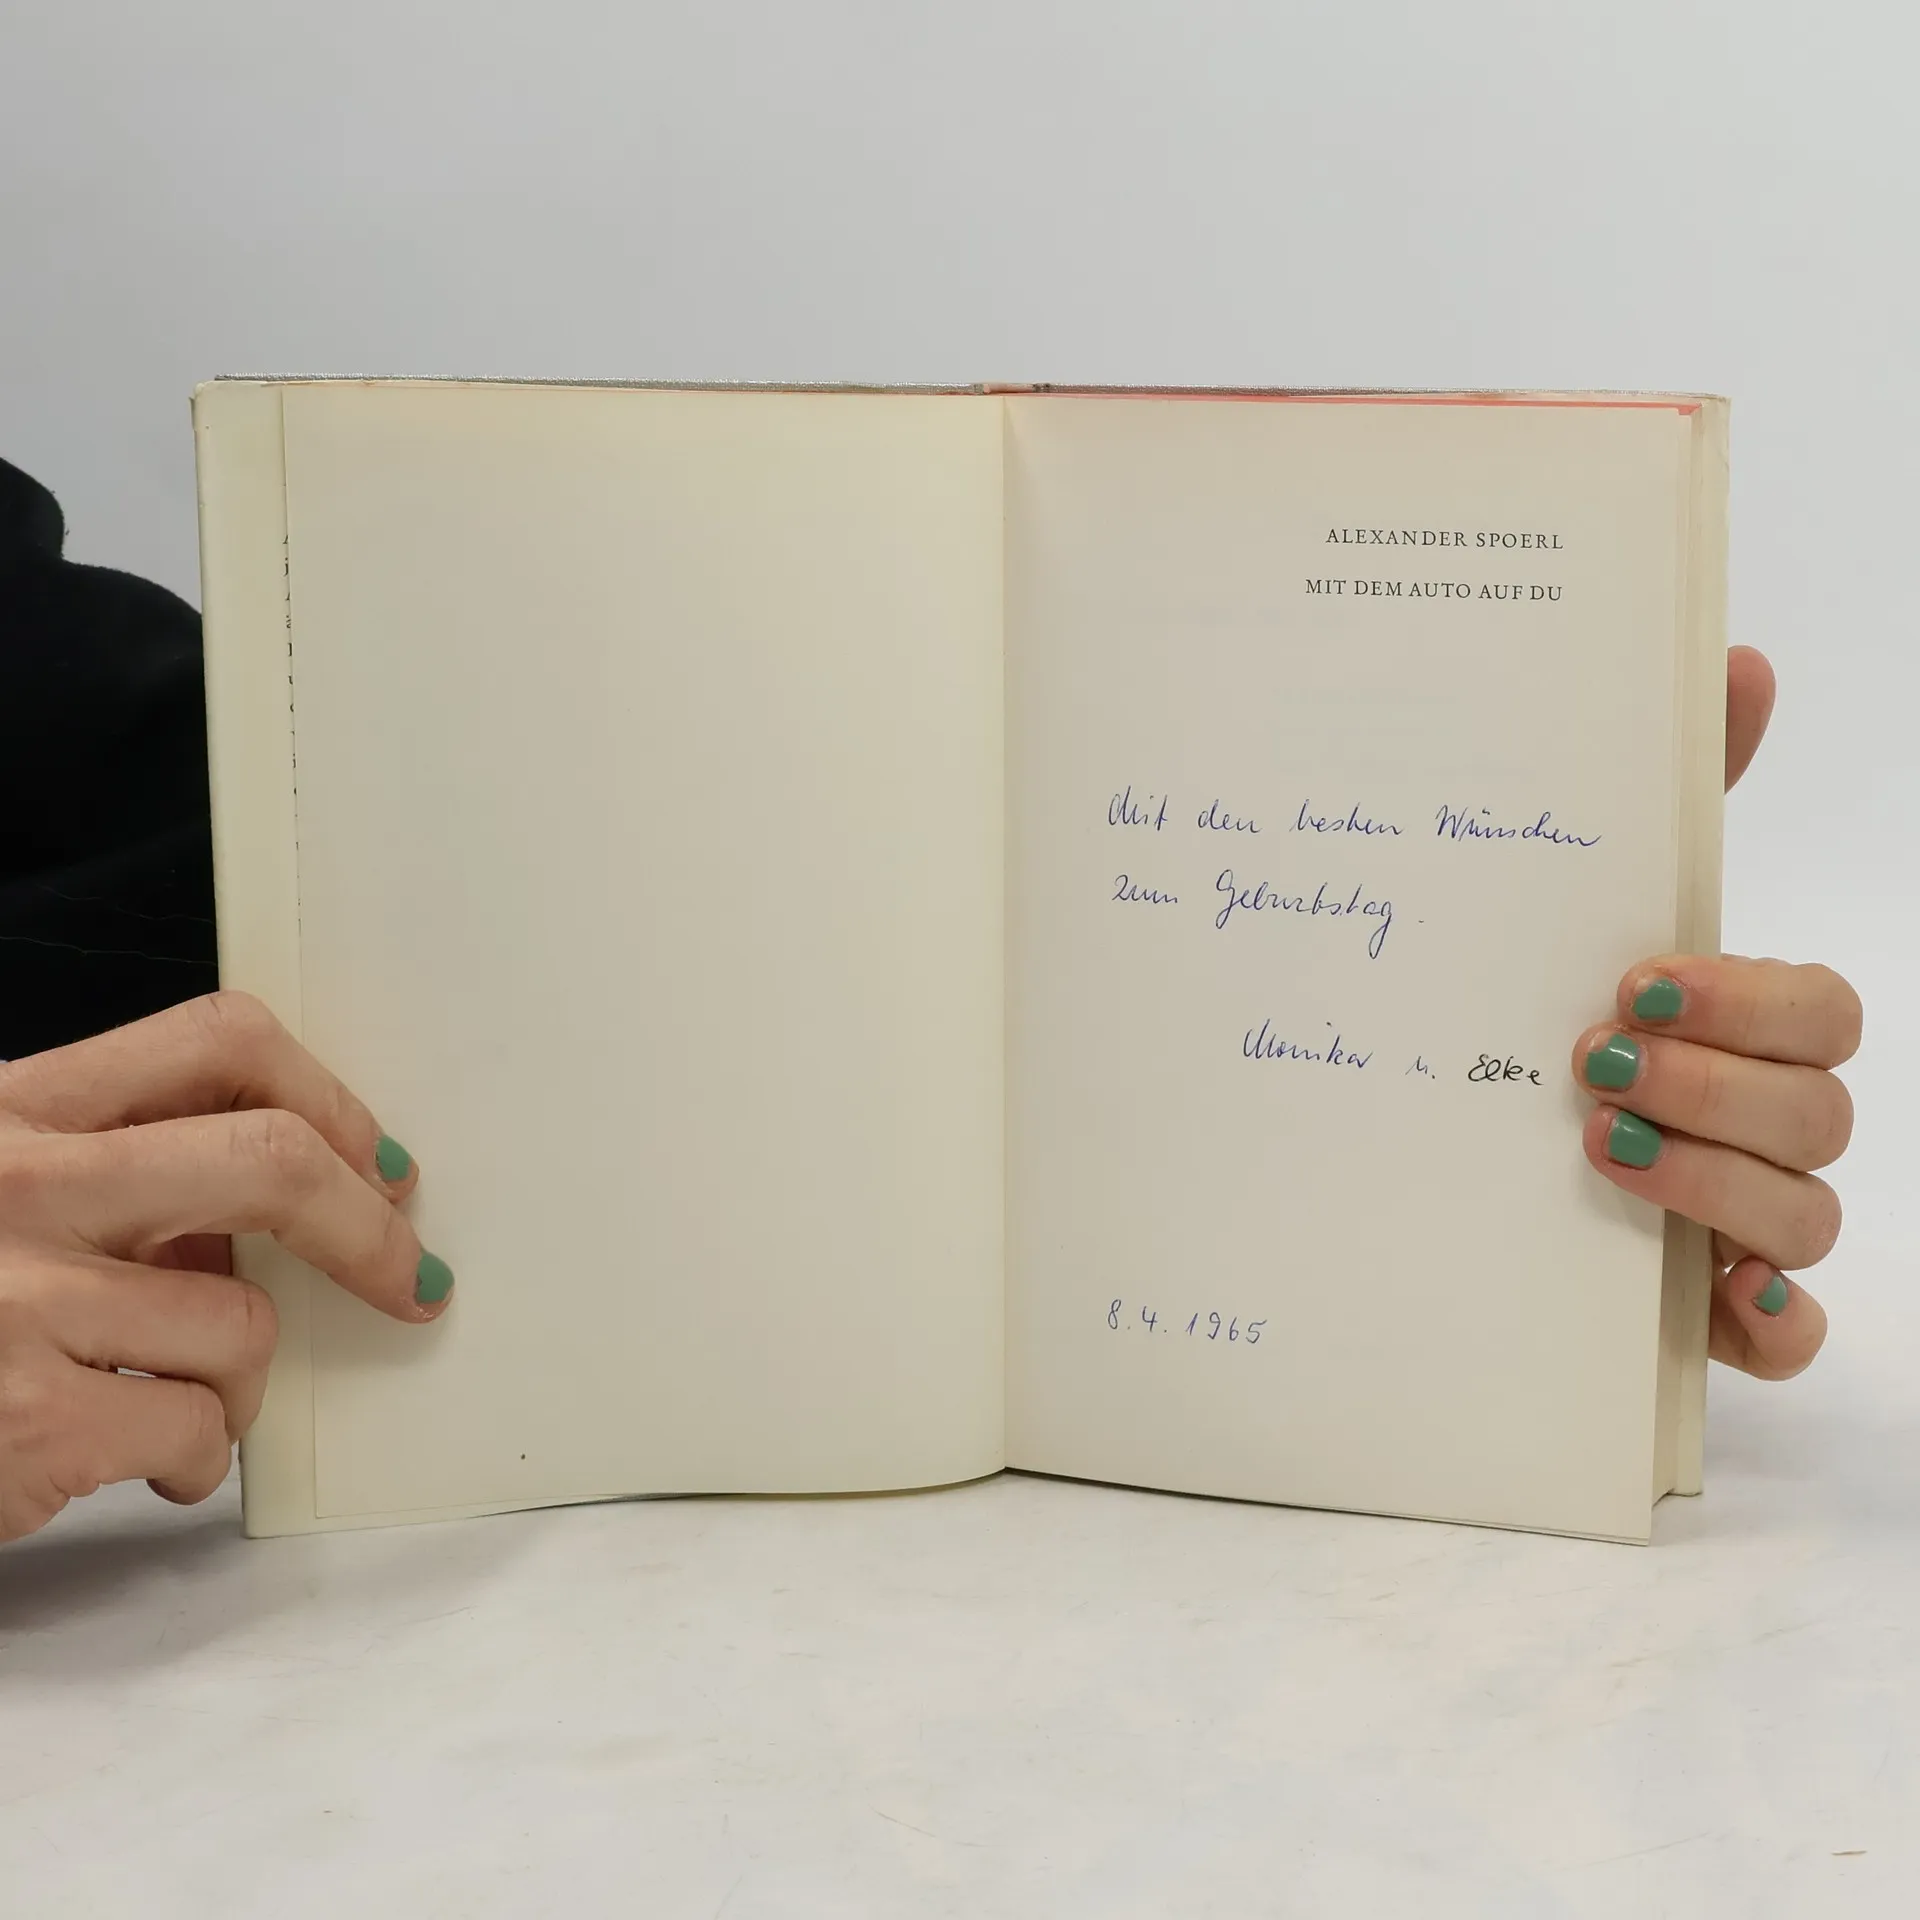 ALEXANDER SPOERL
MIT DEM AUTO AUF DU
Mit den besten Wünschen
zum Geburtstag.
Monika u. Elke
8.4.1965